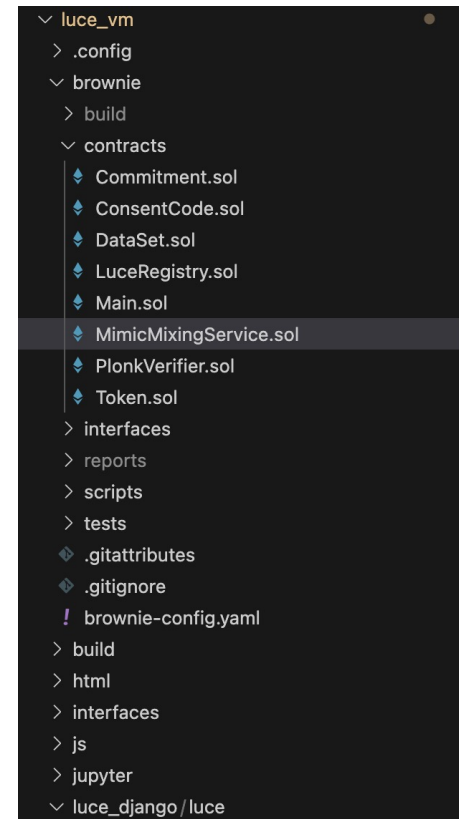 luce_vm
.config
brownie
build
contracts
Commitment.sol
ConsentCode.sol
DataSet.sol
LuceRegistry.sol
Main.sol
MimicMixingService.sol
PlonkVerifier.sol
Token.sol
interfaces
reports
scripts
tests
.gitattributes
.gitignore
! brownie-config.yaml
build
html
interfaces
js
jupyter
luce_django/luce